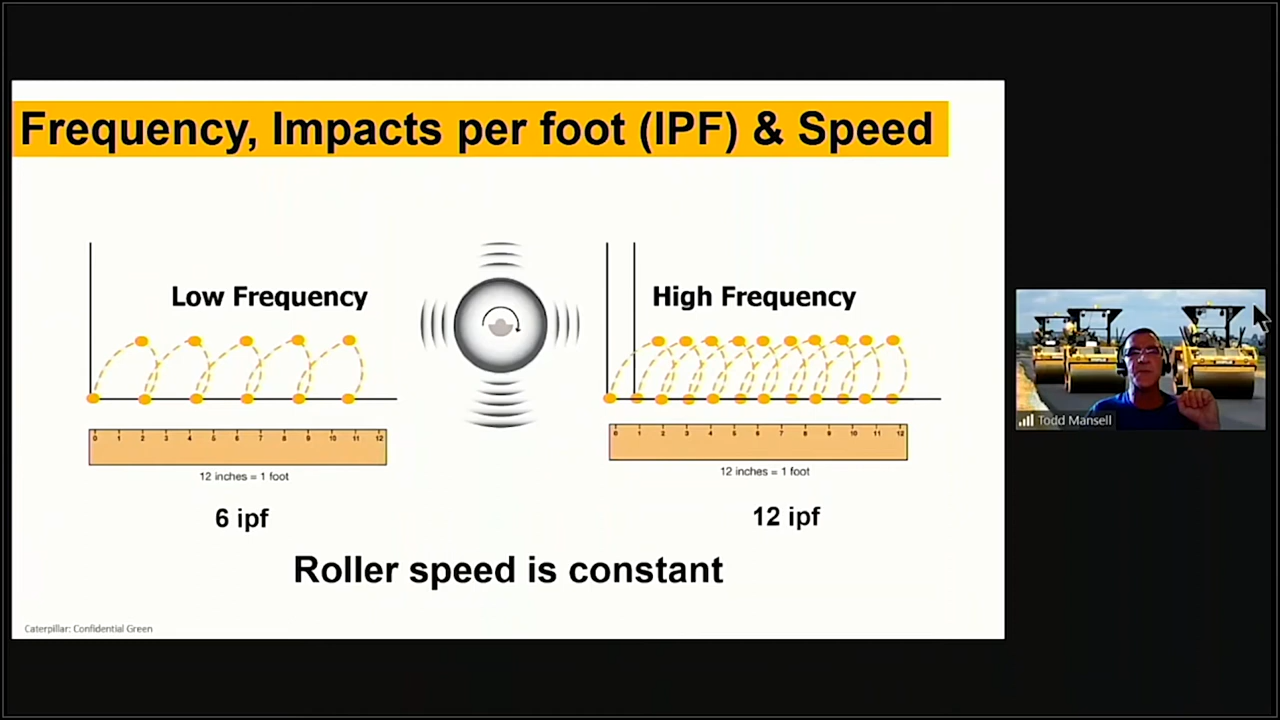 Frequency, Impacts per foot (IPF) & Speed
Low Frequency
High Frequency
0 1 2 3 4 5 6 7 8 9 10 11 12
0 1 2 3 4 5 6 7 8 9 10 11 12
12 inches = 1 foot
12 inches = 1 foot
6 ipf
12 ipf
Roller speed is constant
Caterpillar: Confidential Green
Todd Mansell